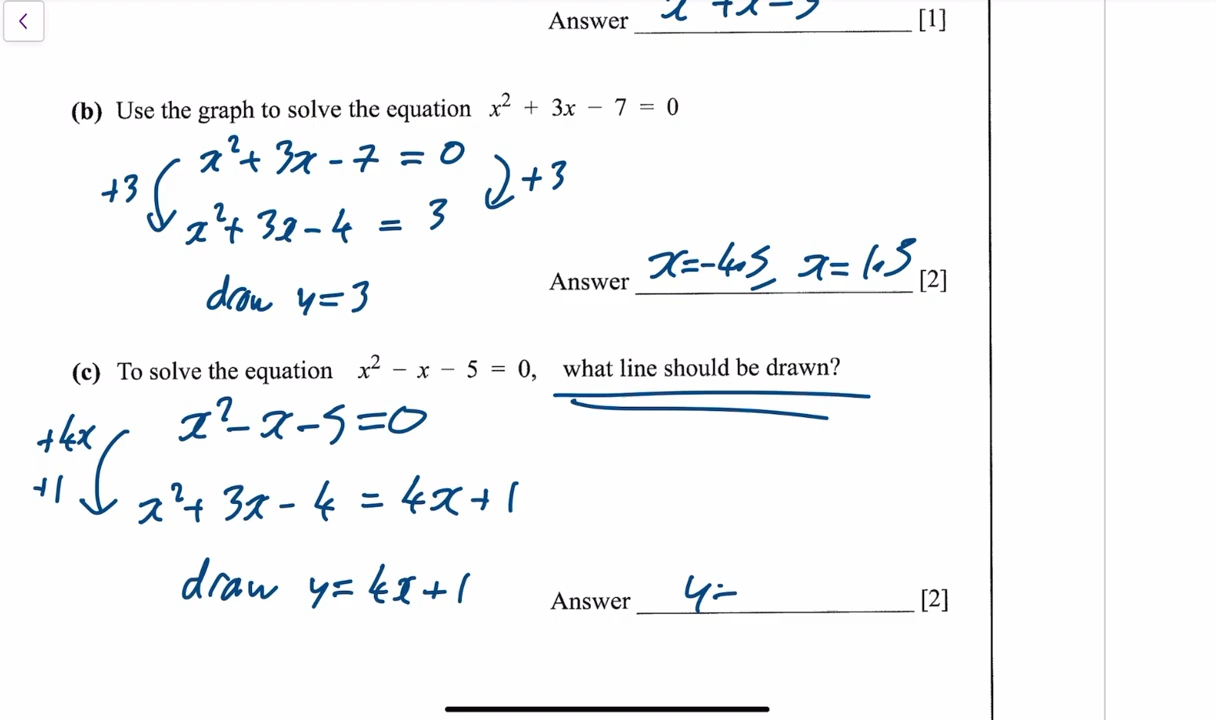 Answer [1]
(b) Use the graph to solve the equation x² + 3x − 7 = 0
x² + 3x − 7 = 0
+3 +3
x² + 3x − 4 = 3
draw y = 3
Answer x = −4.5, x = 1.5 [2]
(c) To solve the equation x² − x − 5 = 0, what line should be drawn?
x² − x − 5 = 0
+4x
+1
x² + 3x − 4 = 4x + 1
draw y = 4x + 1
Answer y = [2]